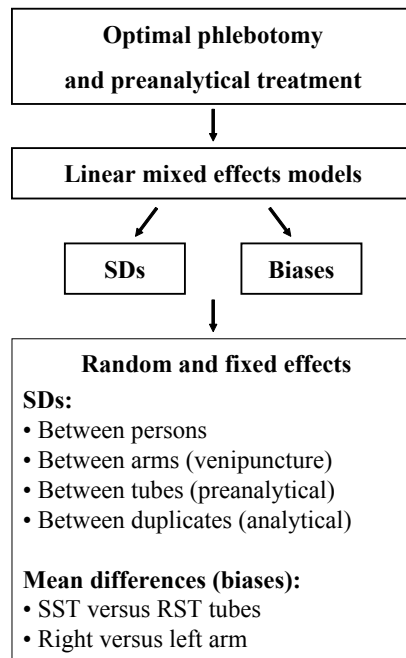 Optimal phlebotomy
and preanalytical treatment
Linear mixed effects models
SDs
Biases
Random and fixed effects
SDs:
• Between persons
• Between arms (venipuncture)
• Between tubes (preanalytical)
• Between duplicates (analytical)
Mean differences (biases):
• SST versus RST tubes
• Right versus left arm